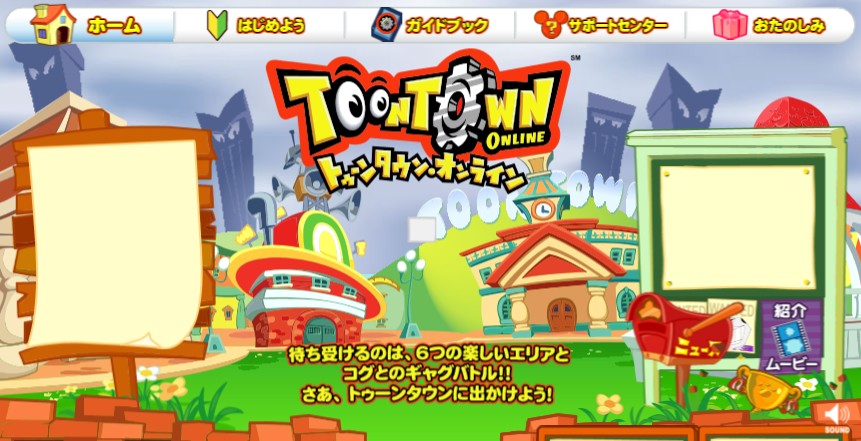 ホーム
はじめよう
ガイドブック
サポートセンター
おたのしみ
TOONTOWN
ONLINE
SM
トゥーンタウン・オンライン
TOONTOWN
WANTED
紹介
ムービー
ニュース
待ち受けるのは、6つの楽しいエリアと
コグとのギャグバトル!!
さあ、トゥーンタウンに出かけよう!
SOUND